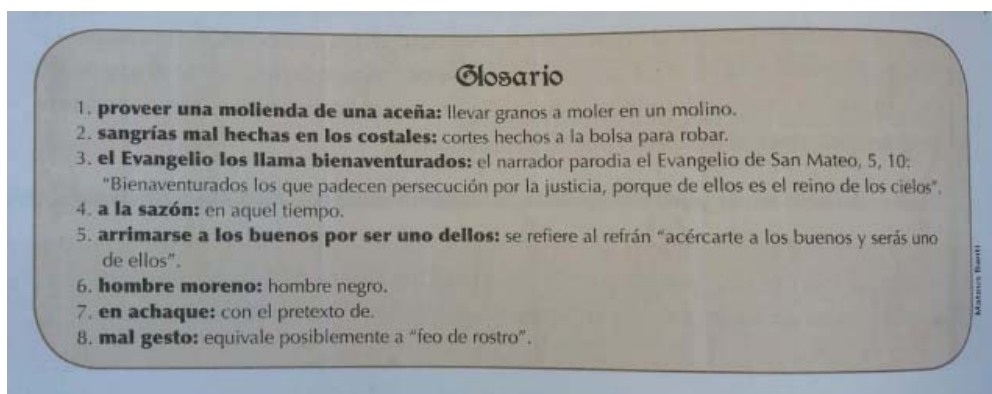 Glosario
1. proveer una molienda de una aceña: llevar granos a moler en un molino.
2. sangrías mal hechas en los costales: cortes hechos a la bolsa para robar.
3. el Evangelio los llama bienaventurados: el narrador parodia el Evangelio de San Mateo, 5, 10:
"Bienaventurados los que padecen persecución por la justicia, porque de ellos es el reino de los cielos".
4. a la sazón: en aquel tiempo.
5. arrimarse a los buenos por ser uno dellos: se refiere al refrán "acércarte a los buenos y serás uno
de ellos".
6. hombre moreno: hombre negro.
7. en achaque: con el pretexto de.
8. mal gesto: equivale posiblemente a "feo de rostro".